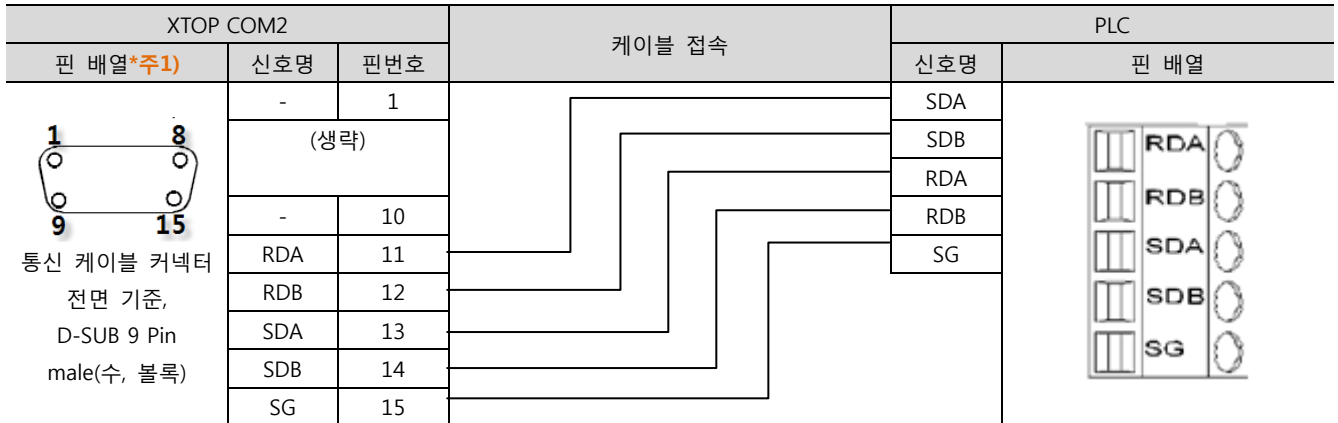 XTOP COM2 케이블 접속 PLC
핀 배열*주1) 신호명 핀번호 신호명 핀 배열
- 1 SDA
(생략) SDB
RDA
- 10 RDB
RDA 11 SG
RDB 12
SDA 13
SDB 14
SG 15
1 8
9 15
통신 케이블 커넥터
전면 기준,
D-SUB 9 Pin
male(수, 볼록)
RDA
RDB
SDA
SDB
SG